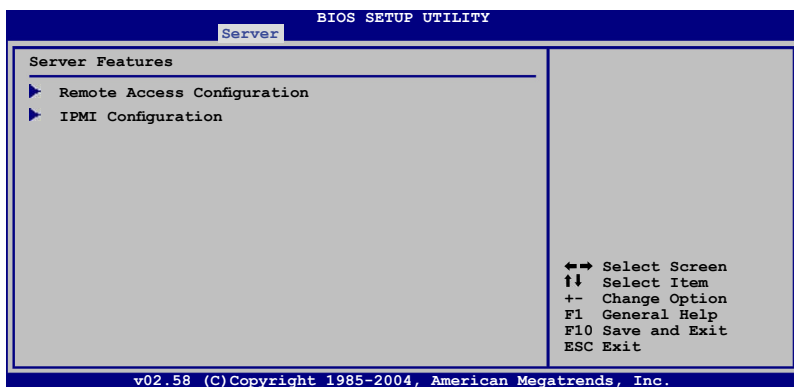 BIOS SETUP UTILITY
Server
Server Features
Remote Access Configuration
IPMI Configuration
←→ Select Screen
↑↓ Select Item
+- Change Option
F1 General Help
F10 Save and Exit
ESC Exit
v02.58 (C)Copyright 1985-2004, American Megatrends, Inc.